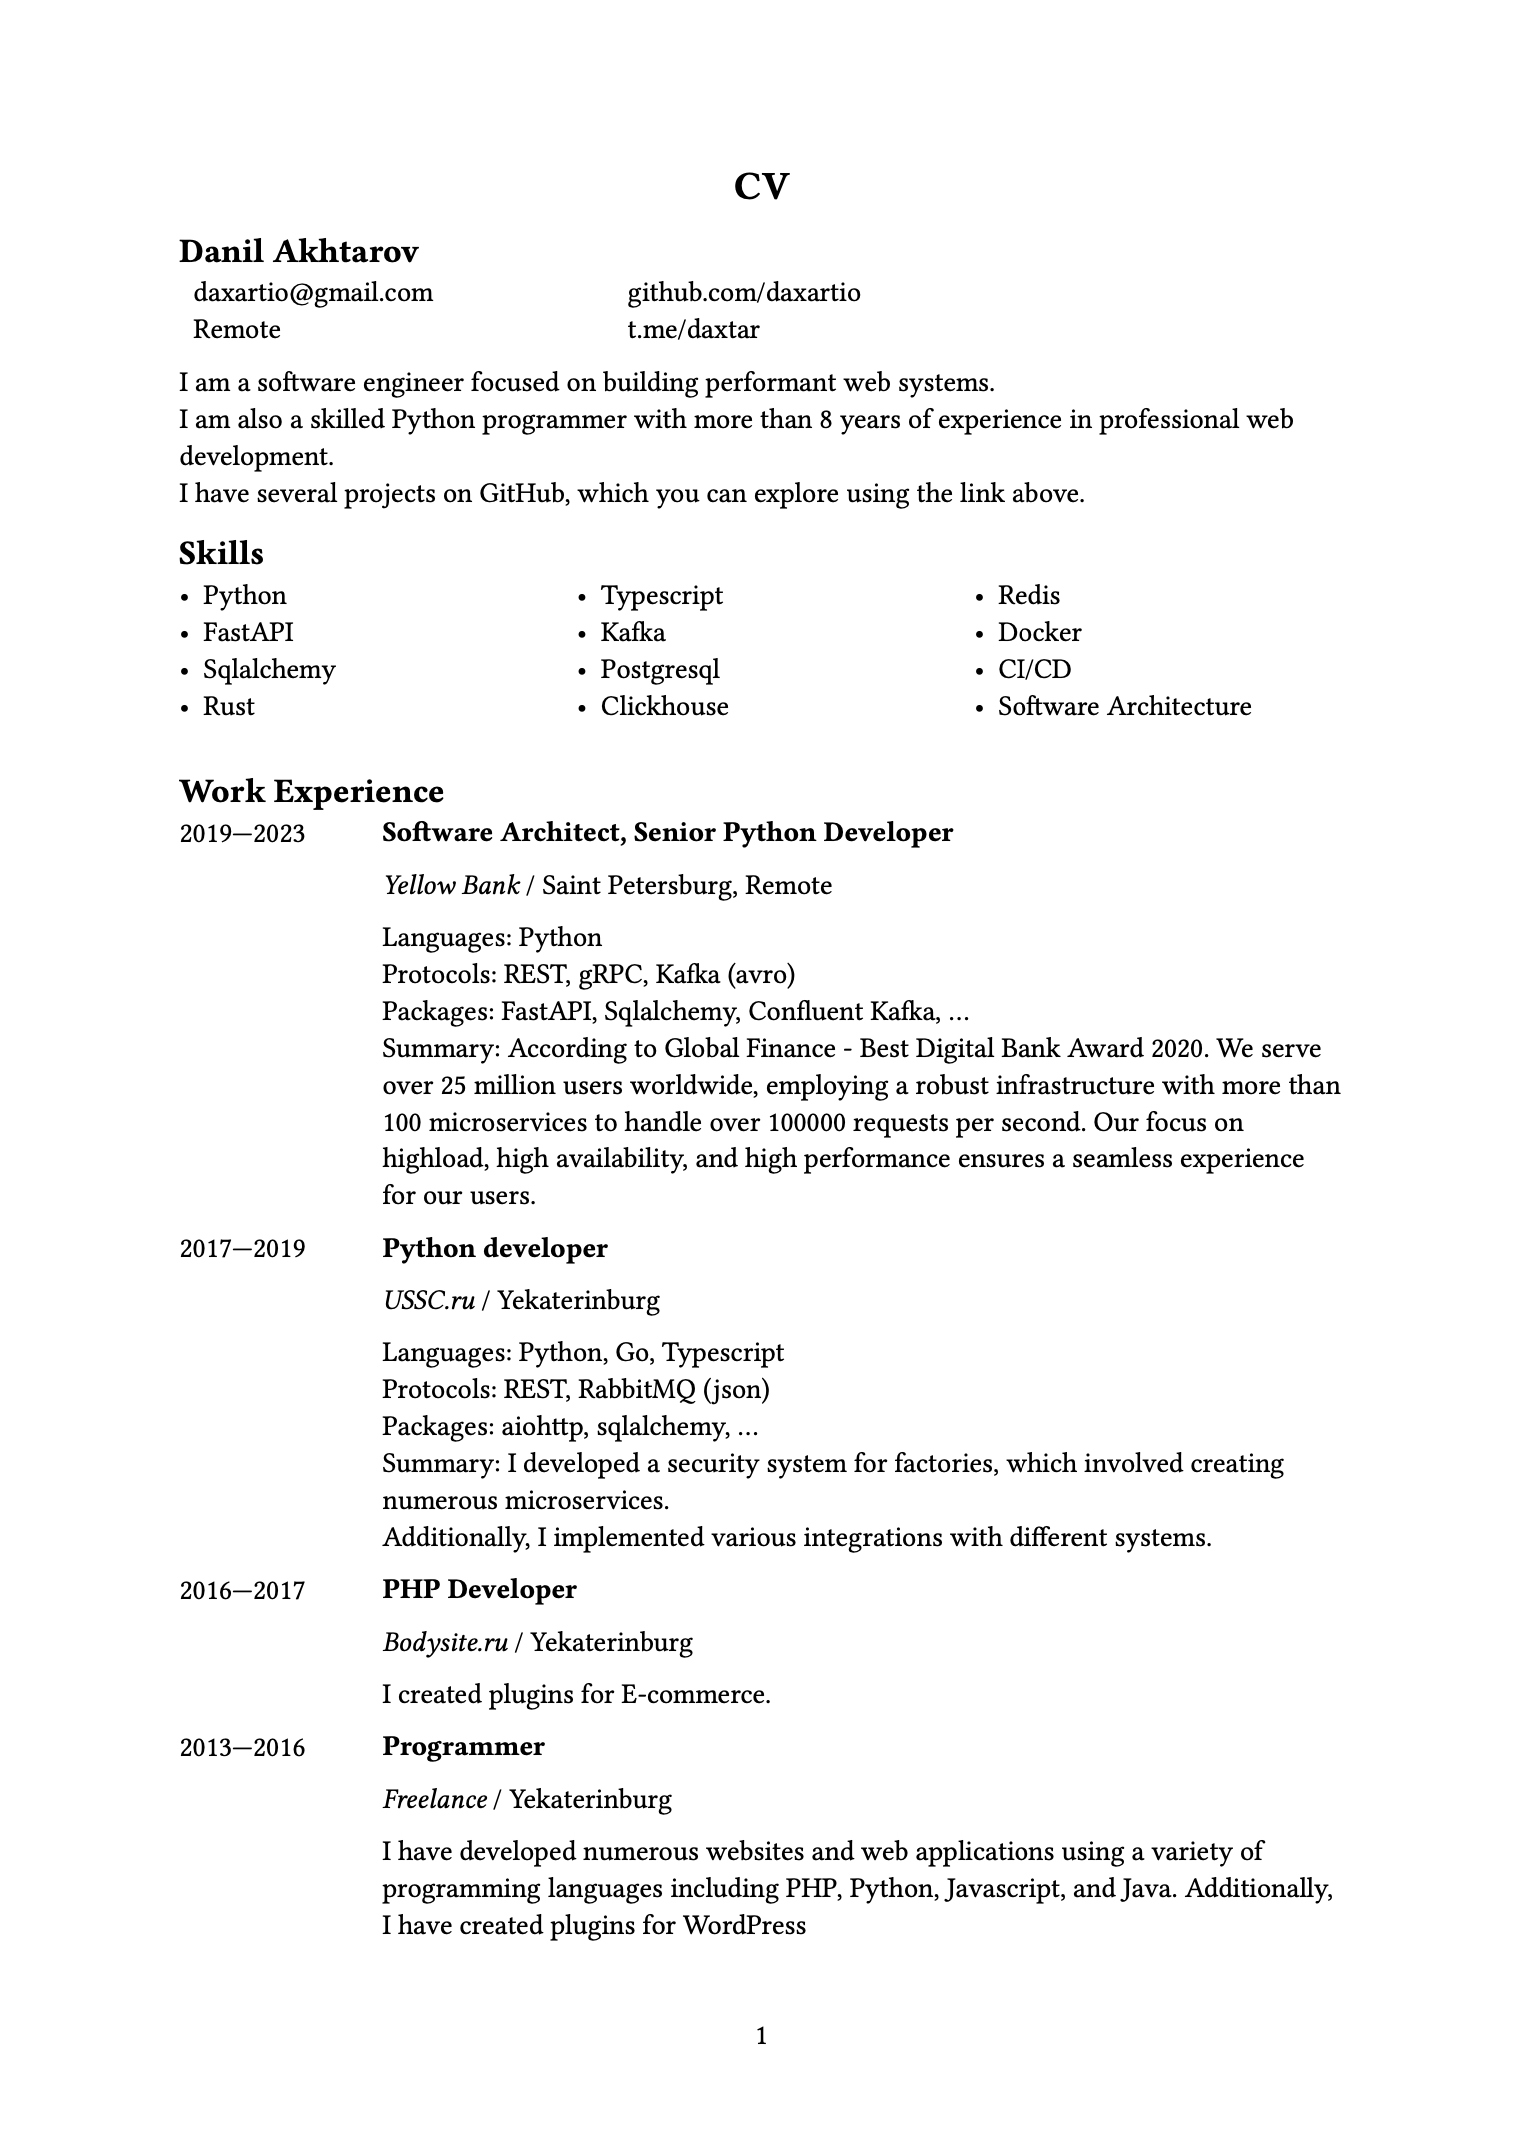 CV
Danil Akhtarov
daxartio@gmail.com github.com/daxartio
Remote t.me/daxtar
I am a software engineer focused on building performant web systems.
I am also a skilled Python programmer with more than 8 years of experience in professional web
development.
I have several projects on GitHub, which you can explore using the link above.
Skills
• Python
• FastAPI
• Sqlalchemy
• Rust
• Typescript
• Kafka
• Postgresql
• Clickhouse
• Redis
• Docker
• CI/CD
• Software Architecture
Work Experience
2019—2023 Software Architect, Senior Python Developer
Yellow Bank / Saint Petersburg, Remote
Languages: Python
Protocols: REST, gRPC, Kafka (avro)
Packages: FastAPI, Sqlalchemy, Confluent Kafka, …
Summary: According to Global Finance - Best Digital Bank Award 2020. We serve
over 25 million users worldwide, employing a robust infrastructure with more than
100 microservices to handle over 100000 requests per second. Our focus on
highload, high availability, and high performance ensures a seamless experience
for our users.
2017—2019 Python developer
USSC.ru / Yekaterinburg
Languages: Python, Go, Typescript
Protocols: REST, RabbitMQ (json)
Packages: aiohttp, sqlalchemy, …
Summary: I developed a security system for factories, which involved creating
numerous microservices.
Additionally, I implemented various integrations with different systems.
2016—2017 PHP Developer
Bodysite.ru / Yekaterinburg
I created plugins for E-commerce.
2013—2016 Programmer
Freelance / Yekaterinburg
I have developed numerous websites and web applications using a variety of
programming languages including PHP, Python, Javascript, and Java. Additionally,
I have created plugins for WordPress
1